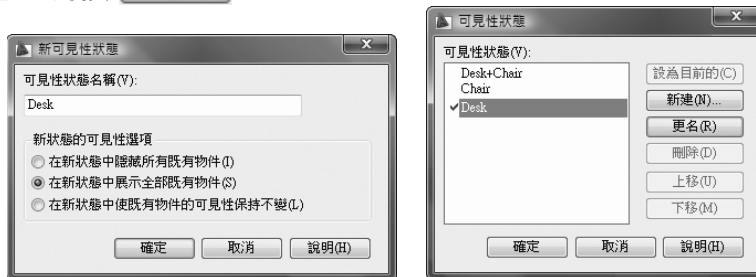 新可見性狀態
可見性狀態名稱(V):
Desk
新狀態的可見性選項
在新狀態中隱藏所有既有物件(I)
在新狀態中展示全部既有物件(S)
在新狀態中使既有物件的可見性保持不變(L)
確定 取消 說明(H)
可見性狀態
可見性狀態(V):
Desk+Chair
Chair
Desk
設為目前的(C)
新建(N)...
更名(R)
刪除(D)
上移(U)
下移(M)
確定 取消 說明(H)